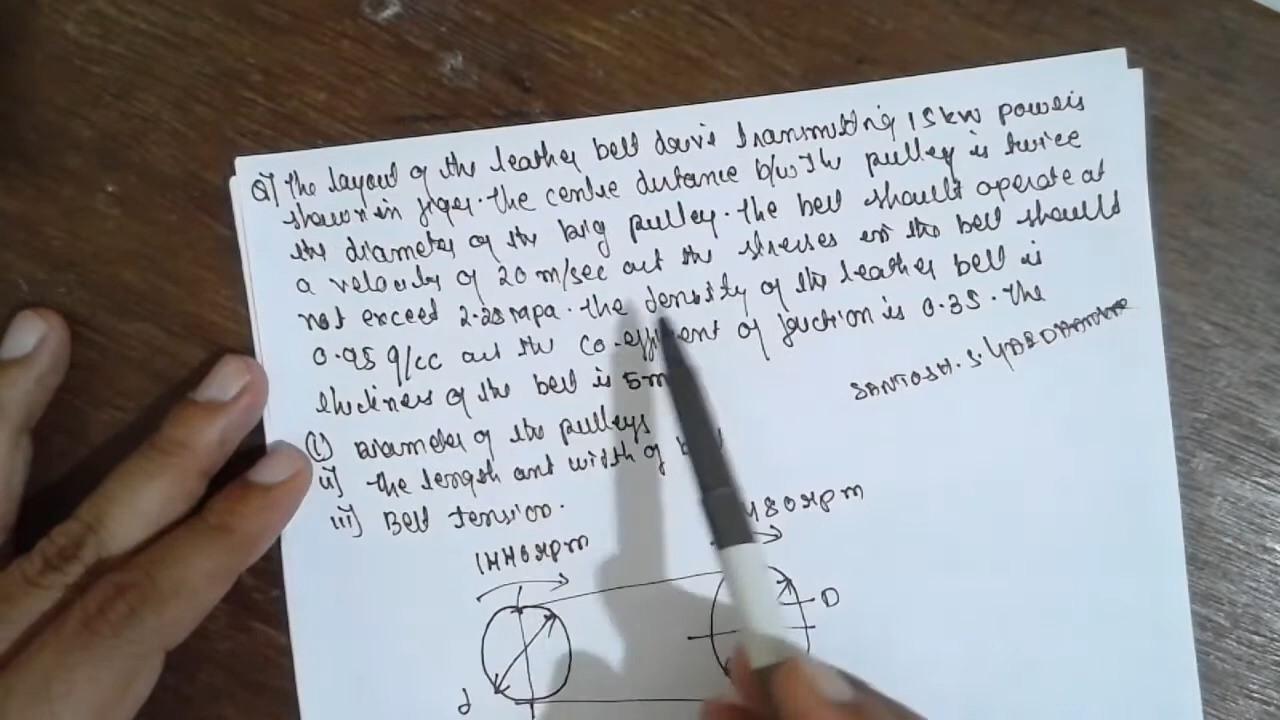 Q) The layout of the leather belt drive transmitting 15kw power is
shown in figer. The centre distance b/w the pulley is twice
the diameter of the big pulley. The belt should operate at
a velocity of 20 m/sec and the stresses in the belt should
not exceed 2.25 mpa. The density of the leather belt is
0.95 g/cc and the co-efficient of friction is 0.35. The
thickness of the belt is 5m
SANTOSH. S.
(i) Diameter of the pulleys
ii) the length and width of
iii) Belt tension.
1440 rpm
480 rpm
D
d